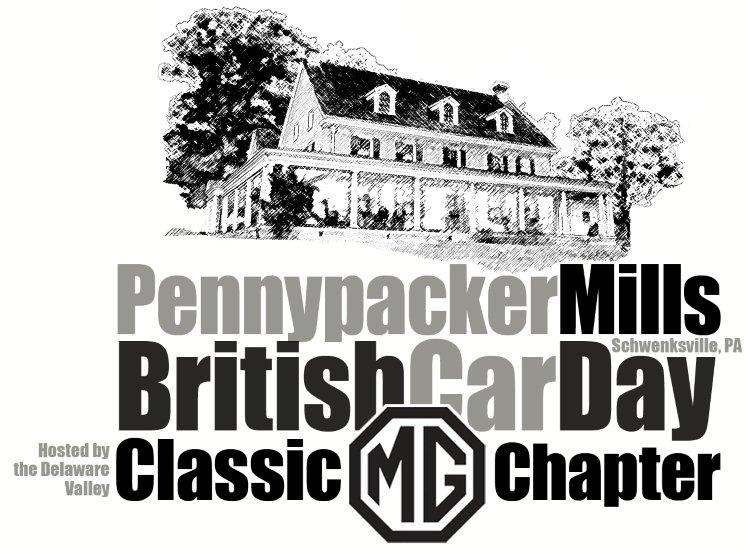 PennypackerMills
Schwenksville, PA
BritishCarDay
Hosted by
the Delaware
Valley
Classic MG Chapter